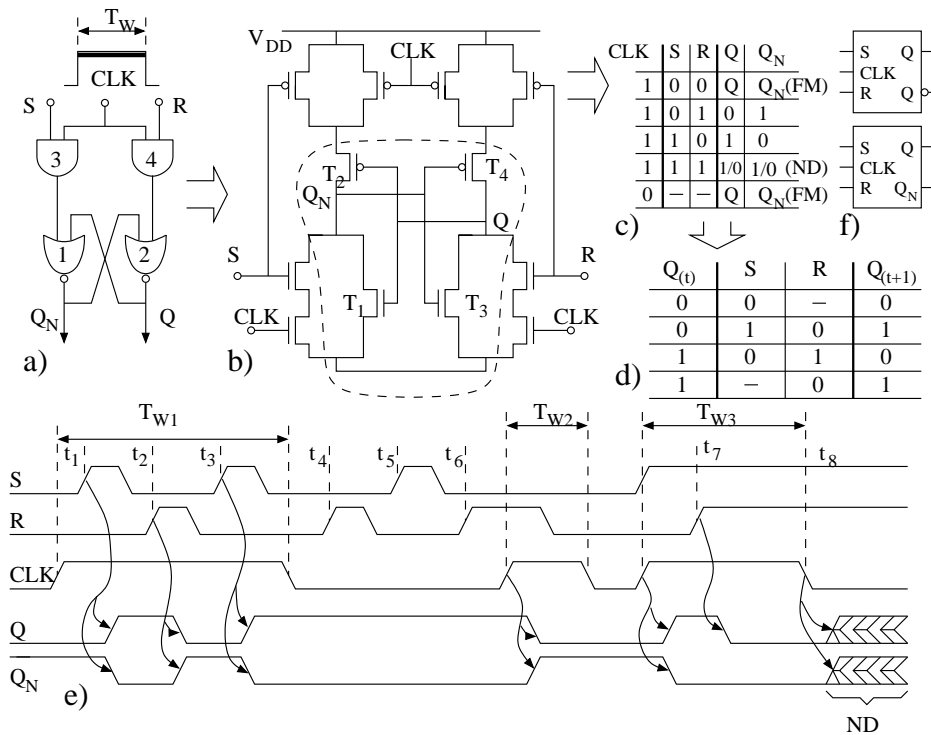 T_W
CLK
S
R
3
4
1
2
Q_N
Q
a)
V_DD
CLK
T_2
T_4
Q_N
Q
S
R
T_1
T_3
CLK
CLK
b)
CLK S R Q Q_N
1 0 0 Q Q_N(FM)
1 0 1 0 1
1 1 0 1 0
1 1 1 1/0 1/0 (ND)
0 − − Q Q_N(FM)
c)
S Q
CLK
R Q
S Q
CLK
R Q_N
f)
Q_(t) S R Q_(t+1)
0 0 − 0
0 1 0 1
1 0 1 0
1 − 0 1
d)
T_W1
T_W2
T_W3
t_1 t_2 t_3 t_4 t_5 t_6 t_7 t_8
S
R
CLK
Q
Q_N
e)
ND